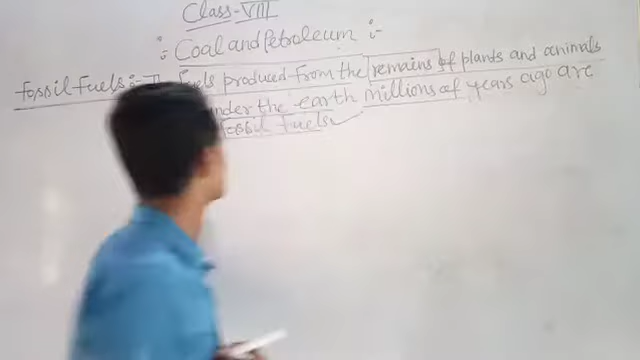 Class-VIII
:- Coal and Petroleum :-
Fossil Fuels:- Fuels produced from the remains of plants and animals
under the earth millions of years ago are
fossil fuels